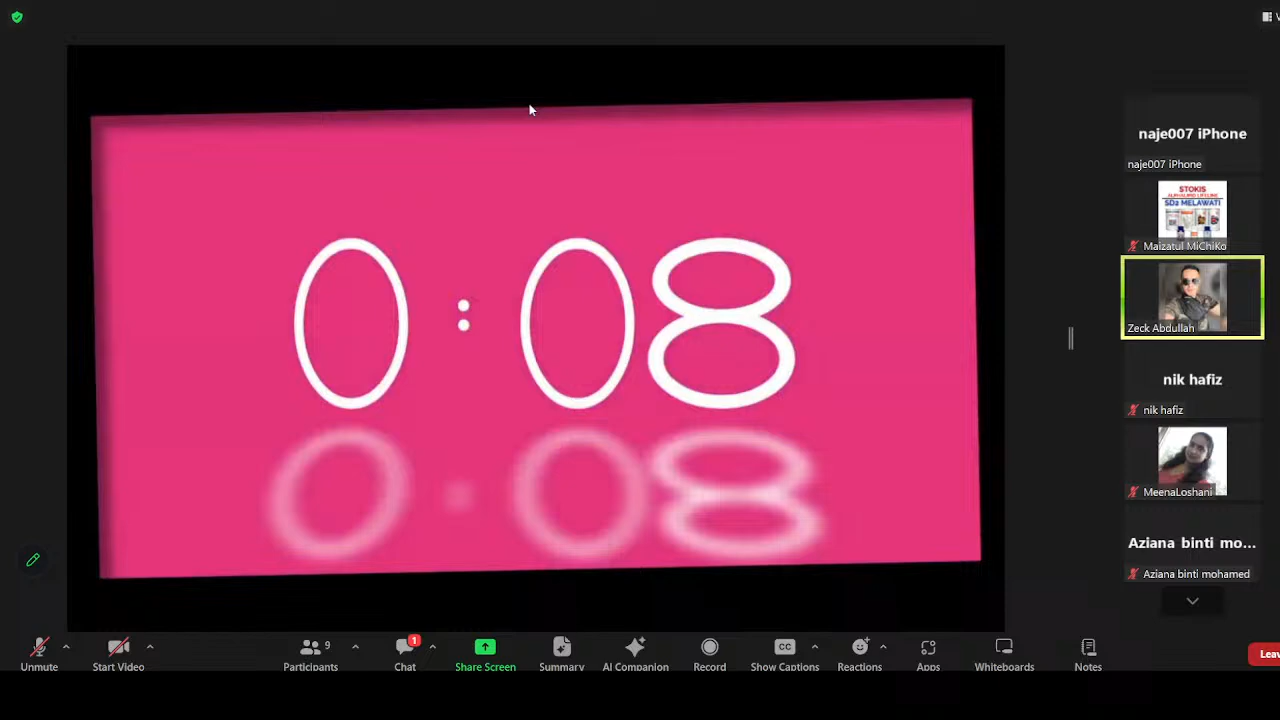 0:08
naje007 iPhone
naje007 iPhone
STOKIS
SD2 MELAWATI
Maizatul MiChiKo
Zeck Abdullah
nik hafiz
nik hafiz
MeenaLoshani
Aziana binti mo...
Aziana binti mohamed
9
1
CC
Unmute
Start Video
Participants
Chat
Share Screen
Summary
AI Companion
Record
Show Captions
Reactions
Apps
Whiteboards
Notes
Leav